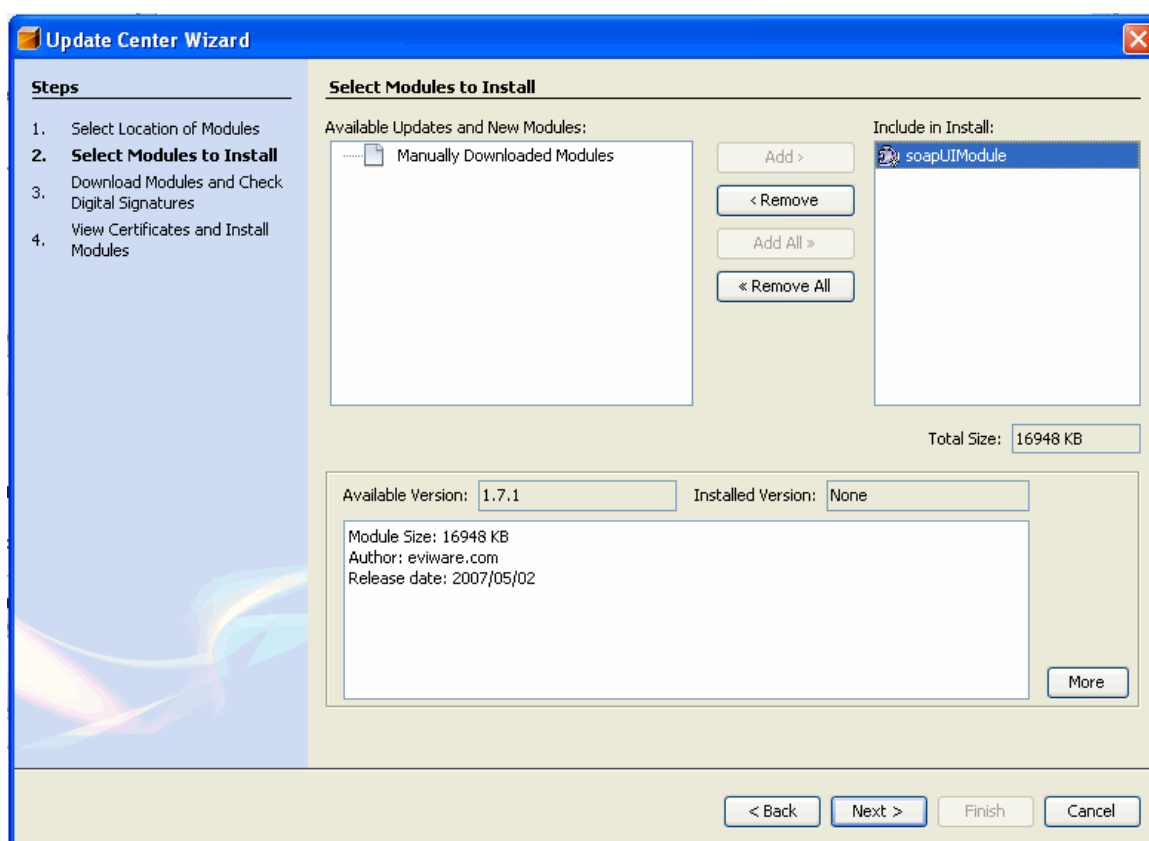 Update Center Wizard
Steps
1. Select Location of Modules
2. Select Modules to Install
3. Download Modules and Check
Digital Signatures
4. View Certificates and Install
Modules
Select Modules to Install
Available Updates and New Modules:
Manually Downloaded Modules
Add >
< Remove
Add All »
« Remove All
Include in Install:
soapUIModule
Total Size: 16948 KB
Available Version: 1.7.1
Installed Version: None
Module Size: 16948 KB
Author: eviware.com
Release date: 2007/05/02
More
< Back
Next >
Finish
Cancel